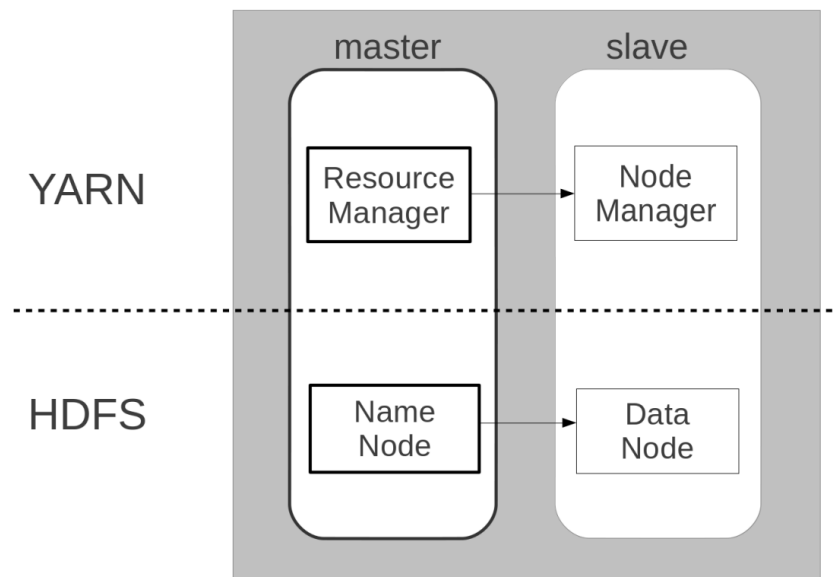 master
slave
YARN
Resource
Manager
Node
Manager
HDFS
Name
Node
Data
Node